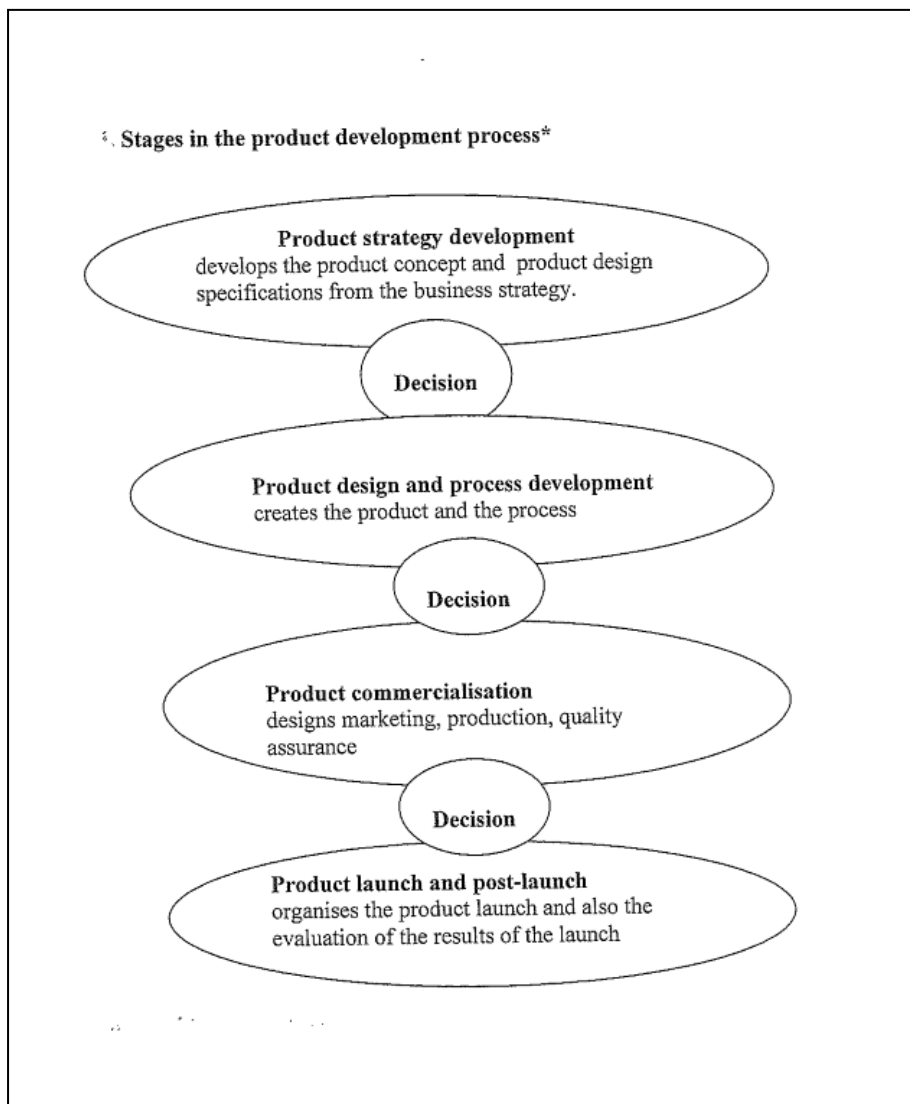 Stages in the product development process*
Product strategy development
develops the product concept and product design
specifications from the business strategy.
Decision
Product design and process development
creates the product and the process
Decision
Product commercialisation
designs marketing, production, quality
assurance
Decision
Product launch and post-launch
organises the product launch and also the
evaluation of the results of the launch